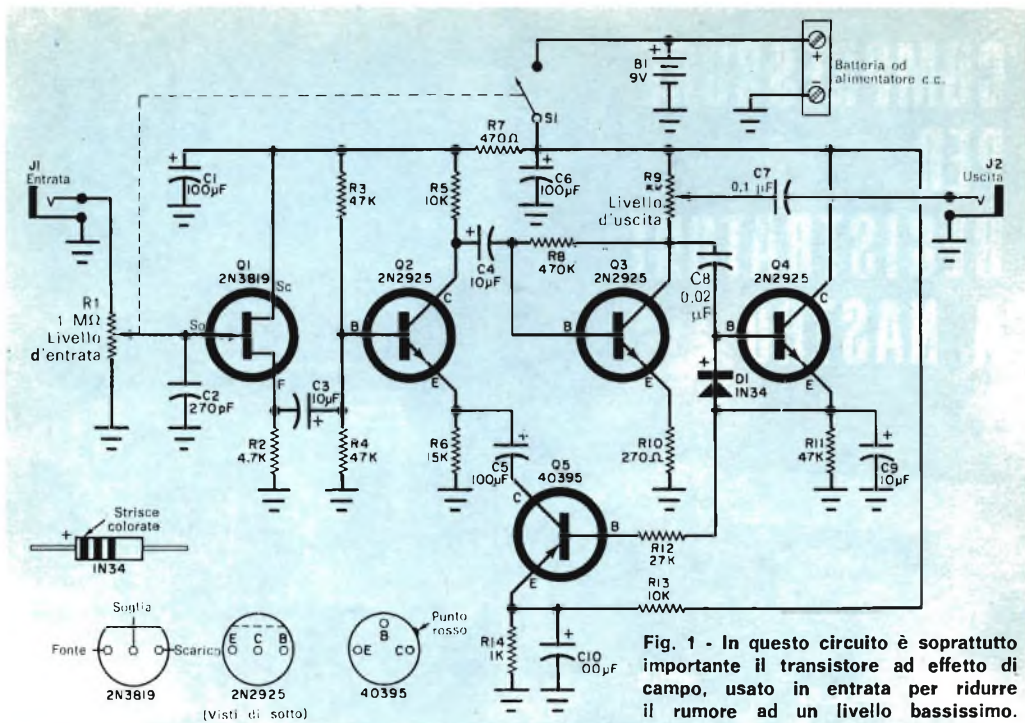 B1
9V
+
+
−
Batteria od
alimentatore c.c.
S1
R7
470Ω
J1
Entrata
+
C1
100µF
R3
47K
R5
10K
+
C6
100µF
R9
Livello
d'uscita
C7
0,1 µF
J2
Uscita
R1
1 MΩ
Livello
d'entrata
Q1
2N3819
Sc
So
F
C2
270pF
C3
10µF
+
R2
4.7K
R4
47K
Q2
2N2925
B
C
E
C4
10µF
+
R8
470K
R6
15K
C5
100µF
+
Q3
2N2925
B
C
E
R10
270Ω
C8
0.02
µF
Q4
2N2925
B
C
E
+
D1
1N34
R11
47K
+
C9
10µF
Q5
40395
C
B
E
R12
27K
R13
10K
R14
1K
+
C10
00µF
Strisce
colorate
+
1N34
Soglia
Fonte
Scarico
2N3819
E C B
2N2925
(Visti di sotto)
Punto
rosso
B
E C
40395
Fig. 1 - In questo circuito è soprattutto
importante il transistore ad effetto di
campo, usato in entrata per ridurre
il rumore ad un livello bassissimo.